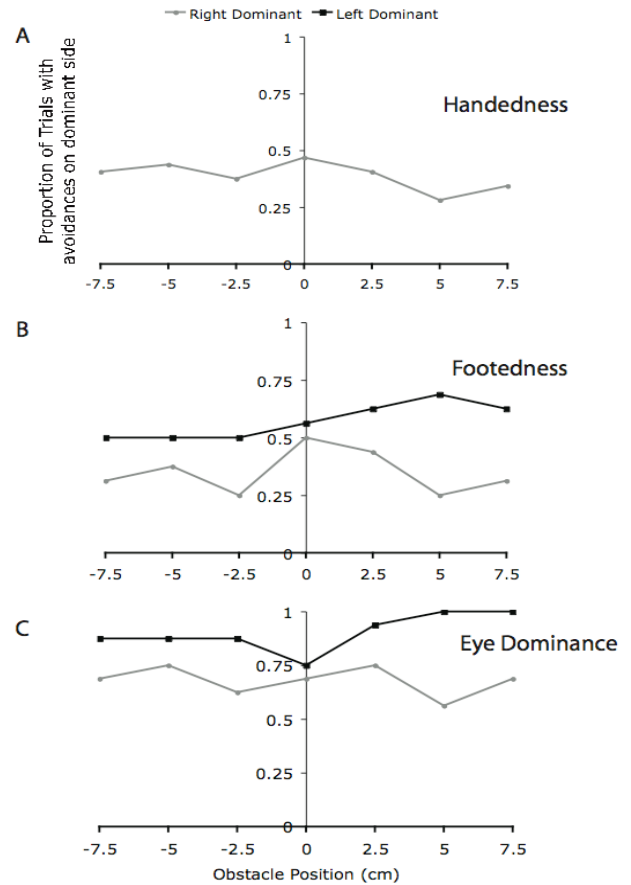 Right Dominant Left Dominant
A
Proportion of Trials with
avoidances on dominant side
Handedness
1
0.75
0.5
0.25
0
-7.5 -5 -2.5 0 2.5 5 7.5
B
Footedness
1
0.75
0.5
0.25
0
-7.5 -5 -2.5 0 2.5 5 7.5
C
Eye Dominance
1
0.75
0.5
0.25
0
-7.5 -5 -2.5 0 2.5 5 7.5
Obstacle Position (cm)